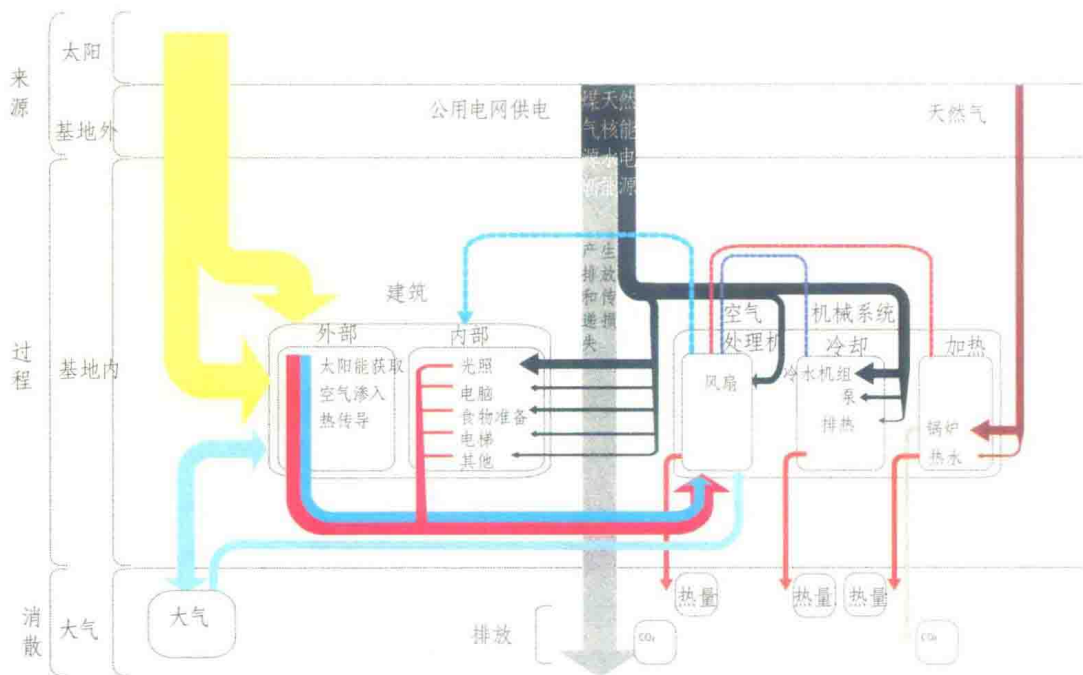 来源
太阳
基地外
公用电网供电
煤天然
气核能
源水电
新能源
天然气
过程
基地内
产生
排放
和传
递损
失
建筑
外部
太阳能获取
空气渗入
热传导
内部
光照
电脑
食物准备
电梯
其他
空气
处理机
风扇
机械系统
冷却
冷水机组
泵
排热
加热
锅炉
热水
消散
大气
大气
排放
热量
热量
热量
CO₂
CO₂